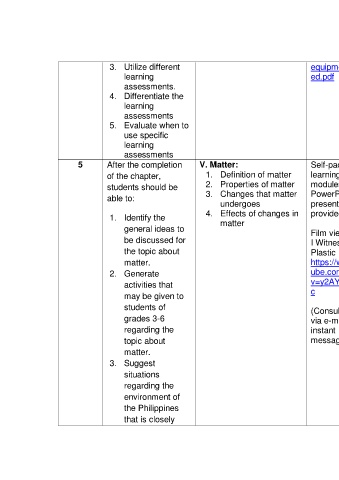 3. Utilize different
learning
assessments.
4. Differentiate the
learning
assessments
5. Evaluate when to
use specific
learning
assessments
equipm
ed.pdf
5
After the completion
of the chapter,
students should be
able to:
1. Identify the
general ideas to
be discussed for
the topic about
matter.
2. Generate
activities that
may be given to
students of
grades 3-6
regarding the
topic about
matter.
3. Suggest
situations
regarding the
environment of
the Philippines
that is closely
V. Matter:
1. Definition of matter
2. Properties of matter
3. Changes that matter
undergoes
4. Effects of changes in
matter
Self-pac
learning
module
PowerP
present
provide
Film vie
I Witnes
Plastic
https://w
ube.com
v=y2AY
c
(Consul
via e-m
instant
messag